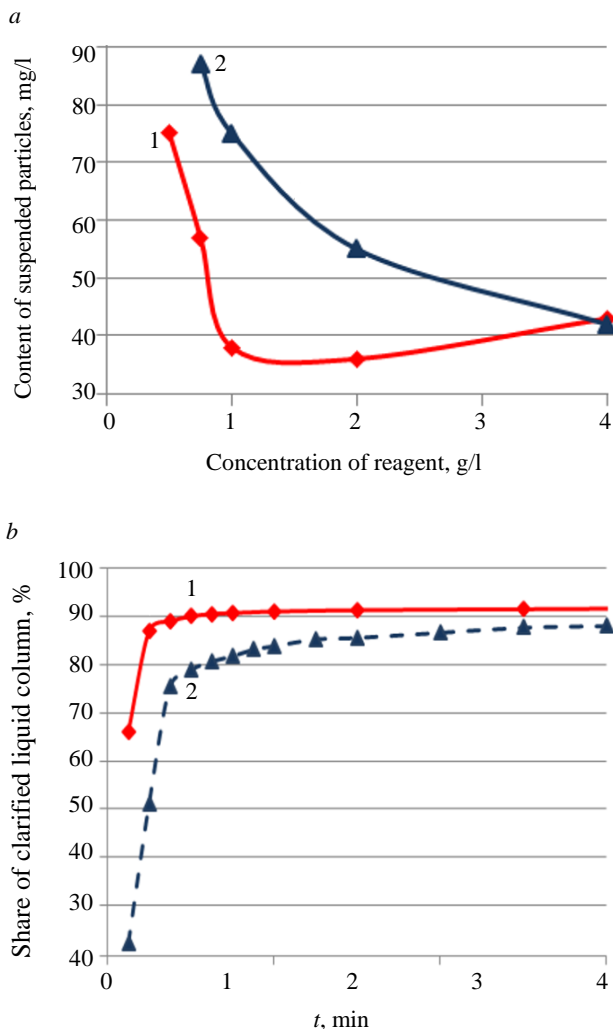 a
Content of suspended particles, mg/l
90
80
70
60
50
40
30
1
2
0 1 2 3 4
Concentration of reagent, g/l
b
Share of clarified liquid column, %
100
90
80
70
60
50
40
30
40
1
2
0 1 2 3 4
t, min